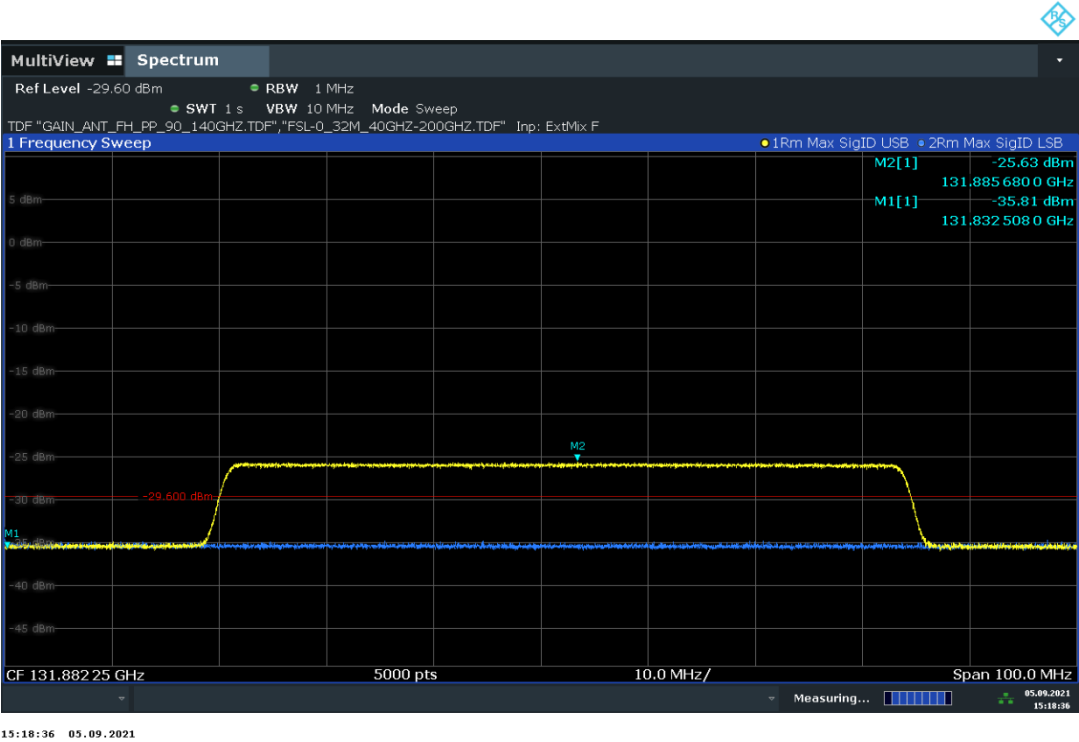 R&S
MultiView Spectrum
Ref Level -29.60 dBm RBW 1 MHz
SWT 1 s VBW 10 MHz Mode Sweep
TDF "GAIN_ANT_FH_PP_90_140GHZ.TDF","FSL-0_32M_40GHZ-200GHZ.TDF" Inp: ExtMix F
1 Frequency Sweep 1Rm Max SigID USB 2Rm Max SigID LSB
M2[1] -25.63 dBm
131.885 680 0 GHz
5 dBm M1[1] -35.81 dBm
131.832 508 0 GHz
0 dBm
-5 dBm
-10 dBm
-15 dBm
-20 dBm
M2
-25 dBm
-29.600 dBm
-30 dBm
M1
-35 dBm
-40 dBm
-45 dBm
CF 131.882 25 GHz 5000 pts 10.0 MHz/ Span 100.0 MHz
Measuring... 05.09.2021
15:18:36
15:18:36 05.09.2021